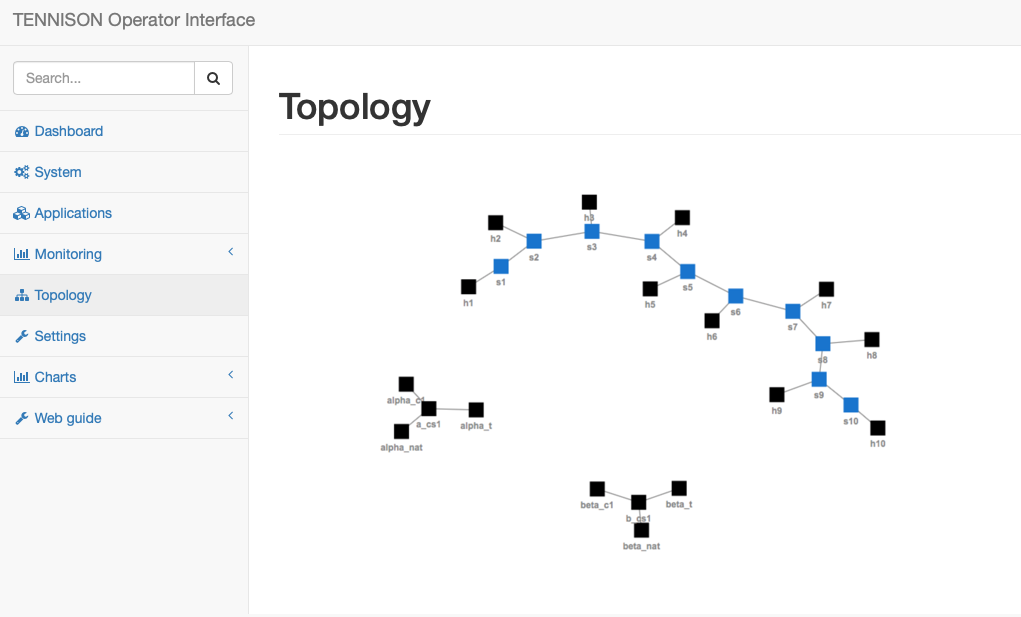 TENNISON Operator Interface
Search...
Dashboard
System
Applications
Monitoring
Topology
Settings
Charts
Web guide
Topology
h3
h2
h4
s3
s2
s4
s1
s5
h1
h5
s6
h7
s7
h6
h8
s8
s9
alpha_c1
h9
a_cs1
alpha_t
s10
h10
alpha_nat
beta_c1
beta_t
b_cs1
beta_nat